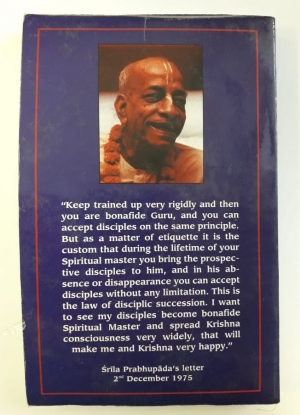 “Keep trained up very rigidly and then
you are bonafide Guru, and you can
accept disciples on the same principle.
But as a matter of etiquette it is the
custom that during the lifetime of your
Spiritual master you bring the prospec-
tive disciples to him, and in his ab-
sence or disappearance you can accept
disciples without any limitation. This is
the law of disciplic succession. I want
to see my disciples become bonafide
Spiritual Master and spread Krishna
consciousness very widely, that will
make me and Krishna very happy.”
Śrīla Prabhupāda's letter
2nd December 1975